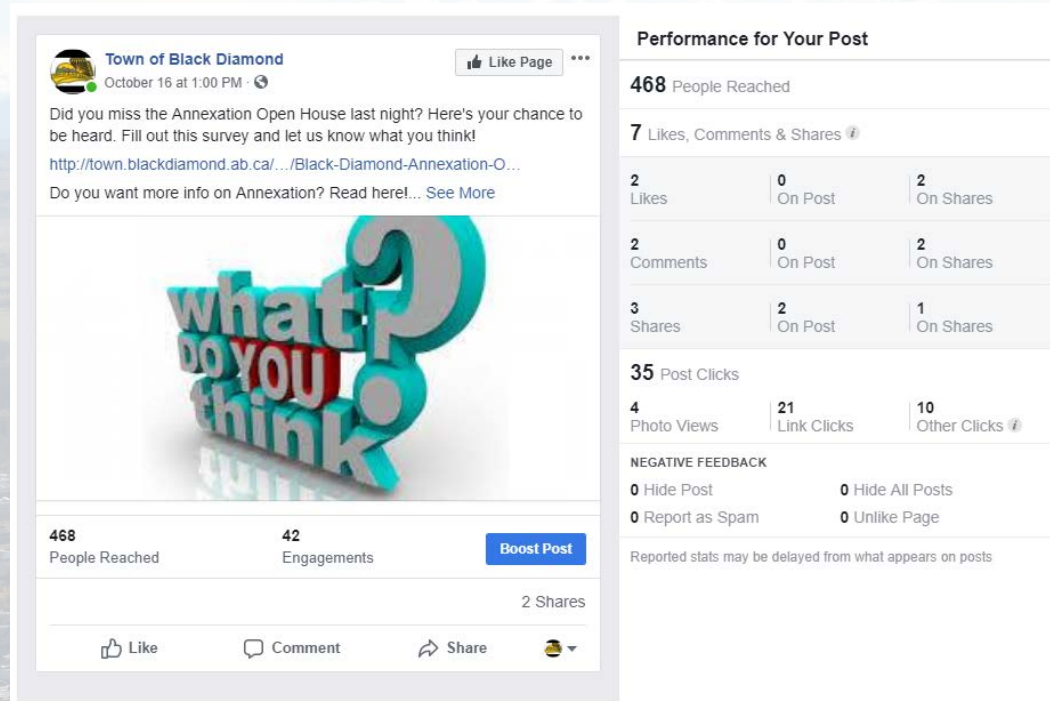 Town of Black Diamond
October 16 at 1:00 PM ·
Like Page
Did you miss the Annexation Open House last night? Here's your chance to
be heard. Fill out this survey and let us know what you think!
http://town.blackdiamond.ab.ca/…/Black-Diamond-Annexation-O…
Do you want more info on Annexation? Read here!... See More
what?
DO YOU
think
468
People Reached
42
Engagements
Boost Post
2 Shares
Like
Comment
Share
Performance for Your Post
468 People Reached
7 Likes, Comments & Shares
2 0 2
Likes On Post On Shares
2 0 2
Comments On Post On Shares
3 2 1
Shares On Post On Shares
35 Post Clicks
4 21 10
Photo Views Link Clicks Other Clicks
NEGATIVE FEEDBACK
0 Hide Post 0 Hide All Posts
0 Report as Spam 0 Unlike Page
Reported stats may be delayed from what appears on posts